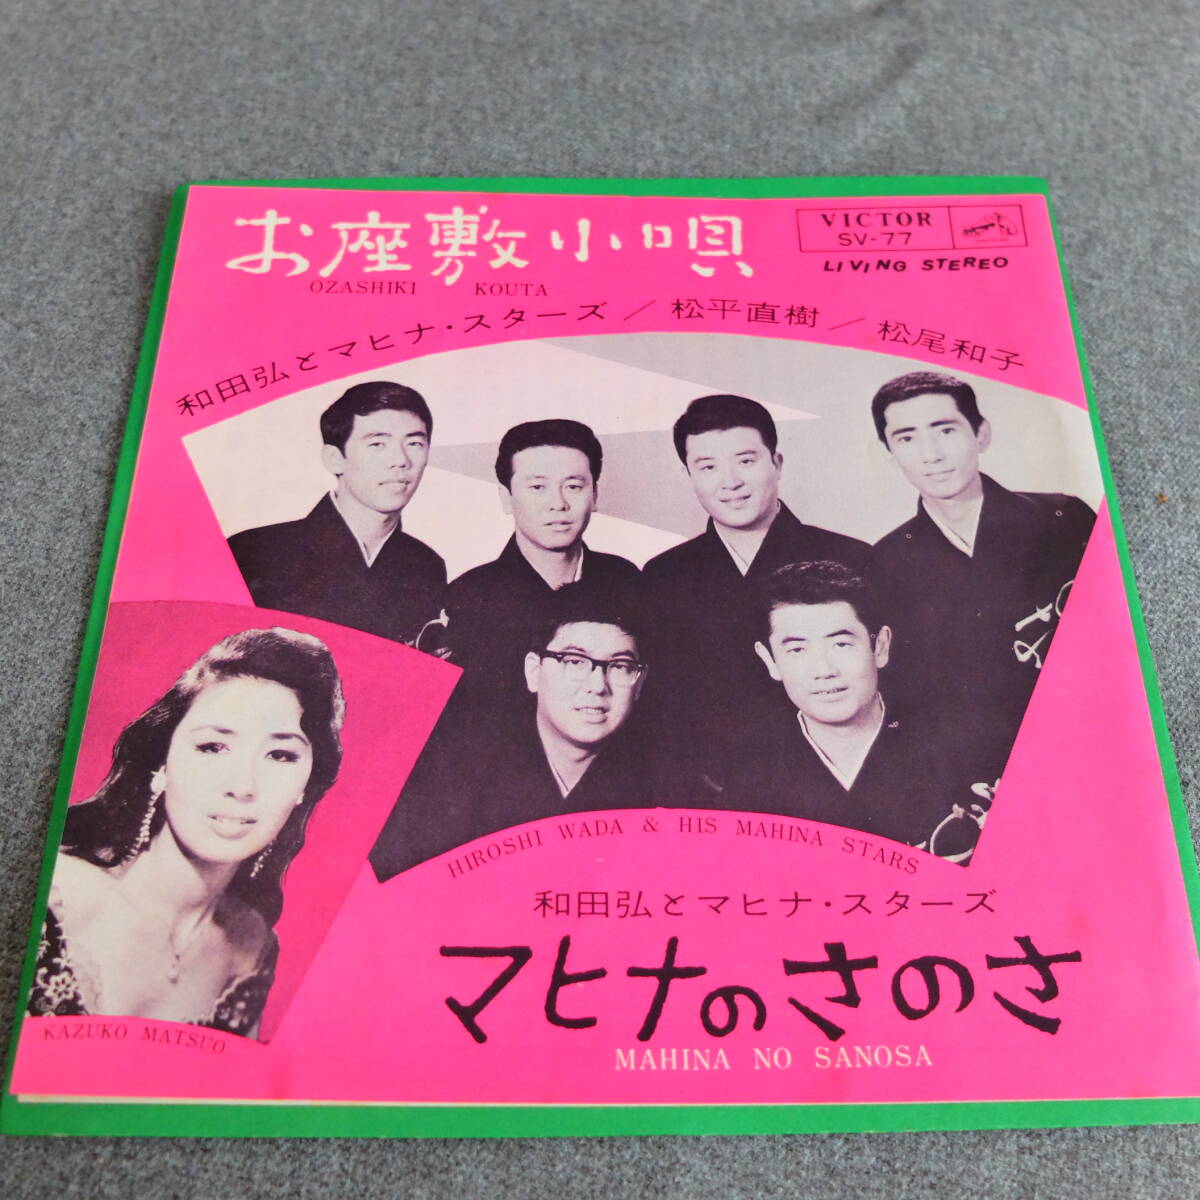 お座敷小唄
OZASHIKI KOUTA
VICTOR
SV-77
LIVING STEREO
和田弘とマヒナ・スターズ／松平直樹／松尾和子
HIROSHI WADA & HIS MAHINA STARS
KAZUKO MATSUO
和田弘とマヒナ・スターズ
マヒナのさのさ
MAHINA NO SANOSA